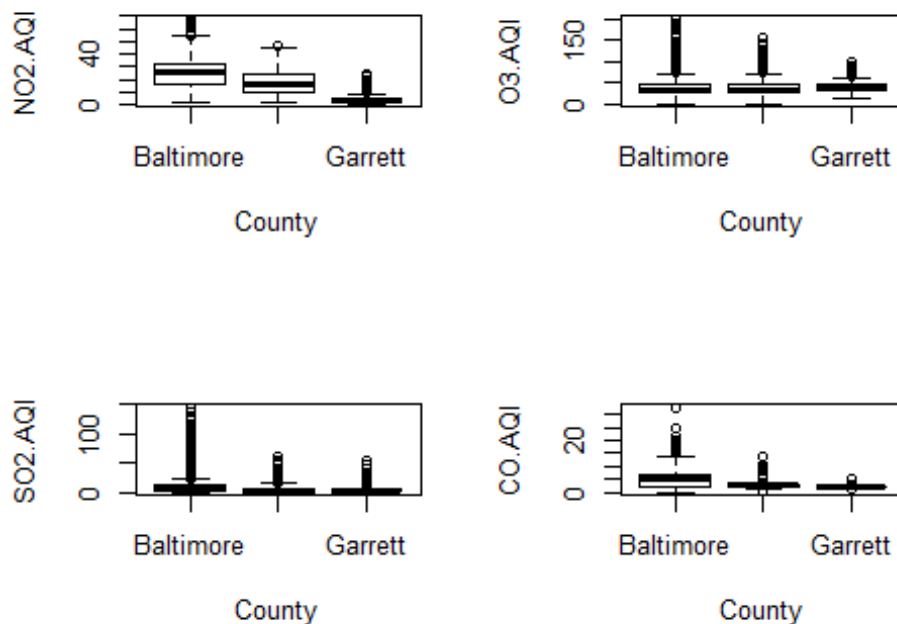 NO2.AQI
0
40
Baltimore
Garrett
County
O3.AQI
0
150
Baltimore
Garrett
County
SO2.AQI
0
100
Baltimore
Garrett
County
CO.AQI
0
20
Baltimore
Garrett
County